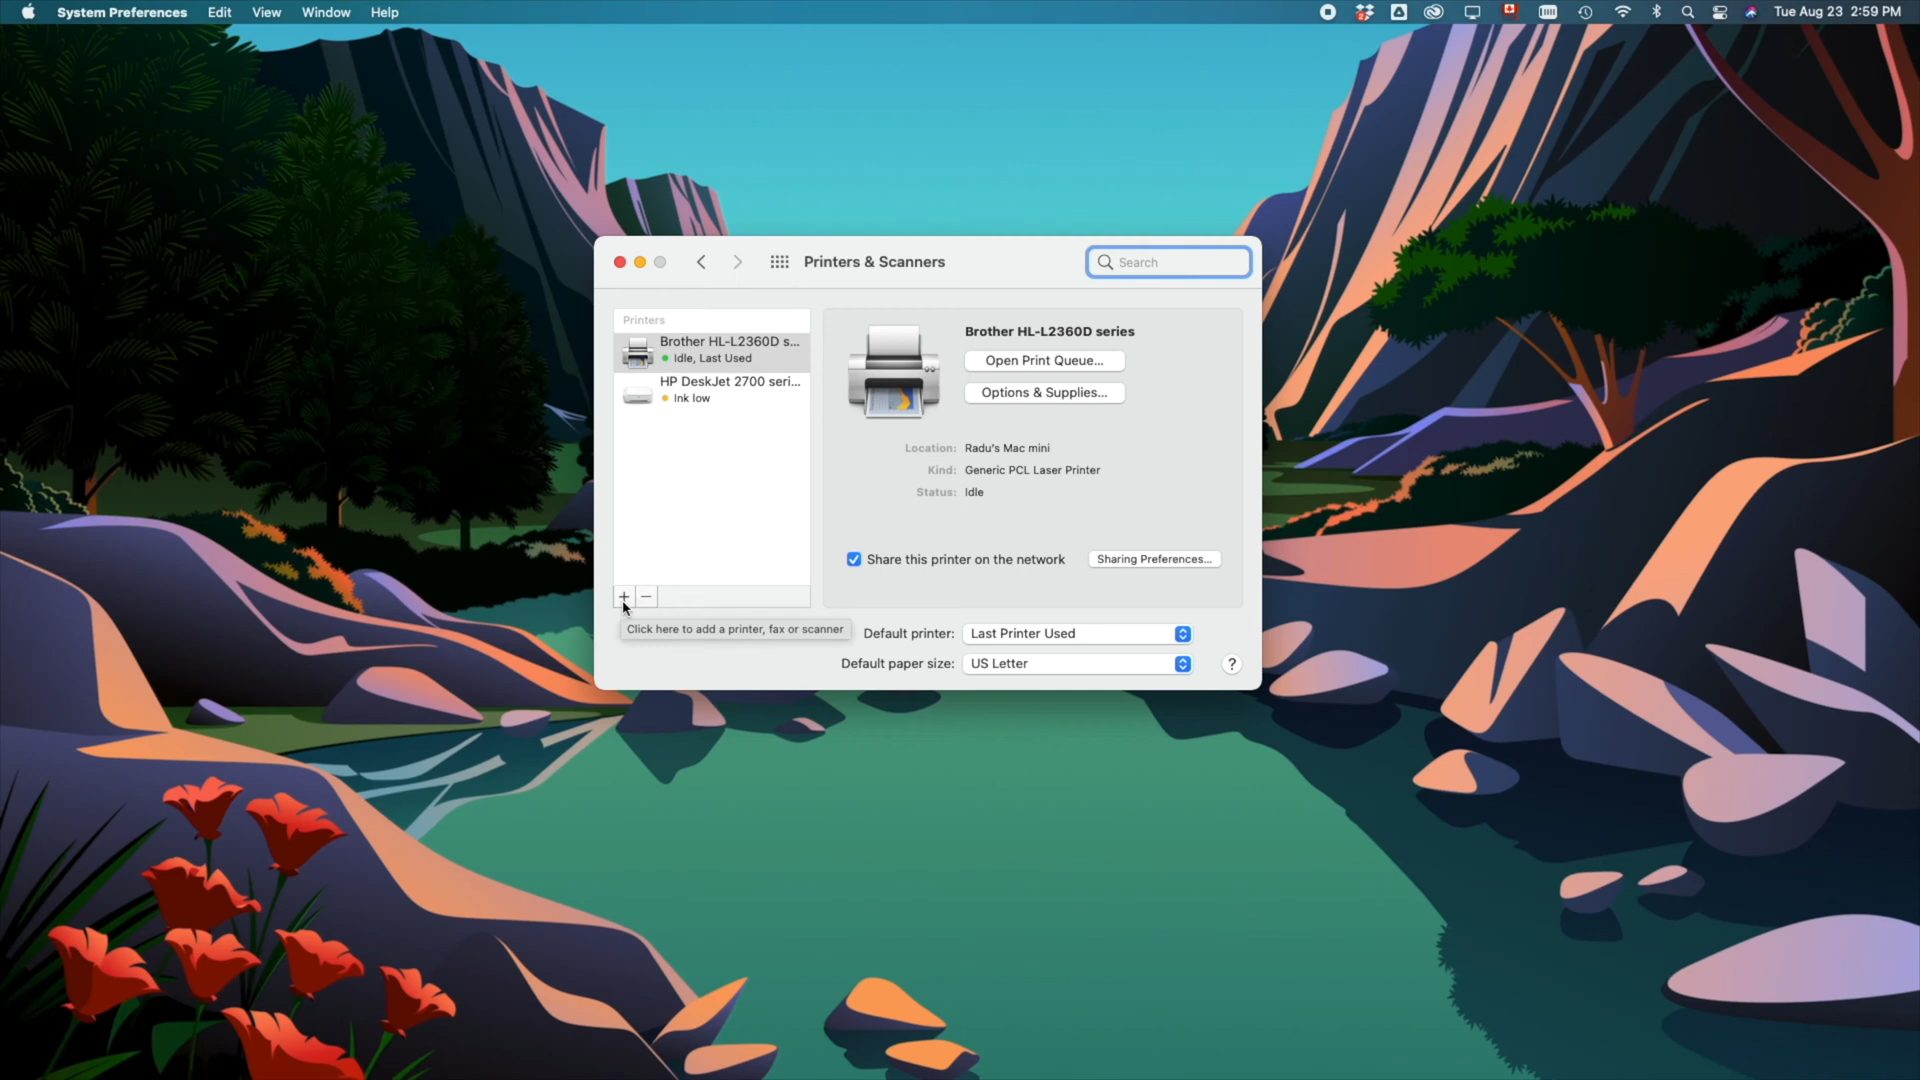 System Preferences Edit View Window Help
Tue Aug 23 2:59 PM
Printers & Scanners
Search
Printers
Brother HL-L2360D s...
Idle, Last Used
HP DeskJet 2700 seri...
Ink low
Brother HL-L2360D series
Open Print Queue...
Options & Supplies...
Location: Radu's Mac mini
Kind: Generic PCL Laser Printer
Status: Idle
Share this printer on the network
Sharing Preferences...
+ −
Click here to add a printer, fax or scanner
Default printer: Last Printer Used
Default paper size: US Letter
?